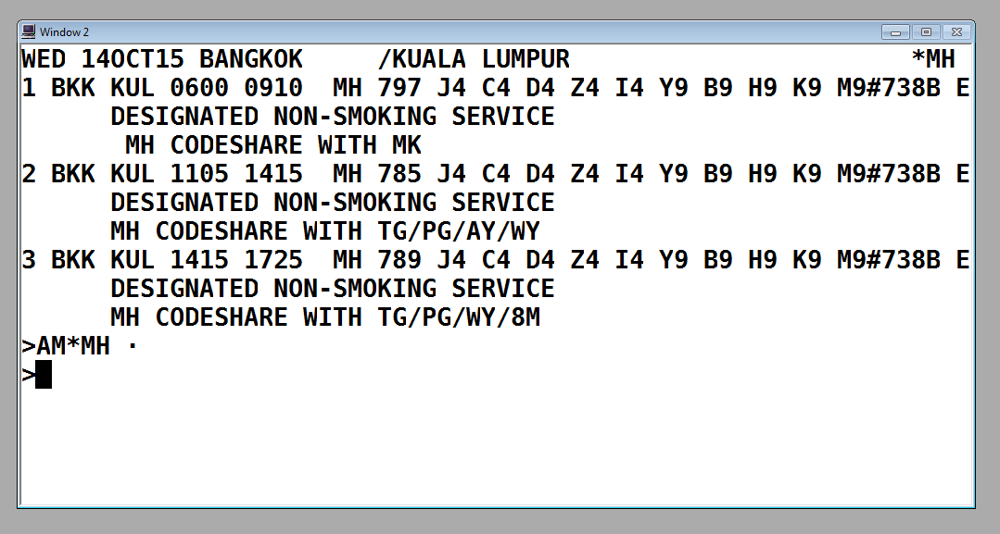 Window 2
WED 14OCT15 BANGKOK     /KUALA LUMPUR                       *MH
1 BKK KUL 0600 0910  MH 797 J4 C4 D4 Z4 I4 Y9 B9 H9 K9 M9#738B E
      DESIGNATED NON-SMOKING SERVICE
       MH CODESHARE WITH MK
2 BKK KUL 1105 1415  MH 785 J4 C4 D4 Z4 I4 Y9 B9 H9 K9 M9#738B E
      DESIGNATED NON-SMOKING SERVICE
      MH CODESHARE WITH TG/PG/AY/WY
3 BKK KUL 1415 1725  MH 789 J4 C4 D4 Z4 I4 Y9 B9 H9 K9 M9#738B E
      DESIGNATED NON-SMOKING SERVICE
      MH CODESHARE WITH TG/PG/WY/8M
>AM*MH ·
>